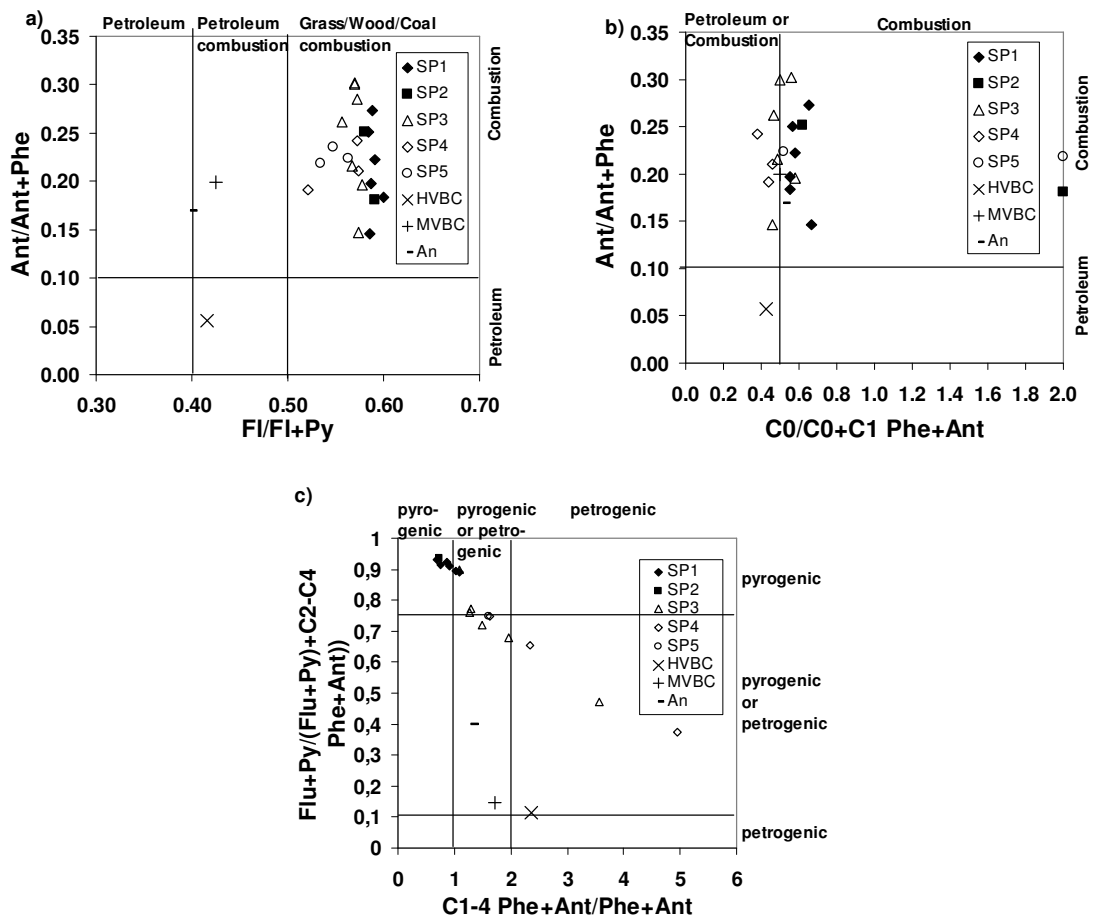 a)
Petroleum
Petroleum combustion
Grass/Wood/Coal combustion
Ant/Ant+Phe
0.35
0.30
0.25
0.20
0.15
0.10
0.05
0.00
0.30
0.40
0.50
0.60
0.70
Fl/Fl+Py
Combustion
Petroleum
SP1
SP2
SP3
SP4
SP5
HVBC
MVBC
An
b)
Petroleum or Combustion
Combustion
Ant/Ant+Phe
0.35
0.30
0.25
0.20
0.15
0.10
0.05
0.00
0.0 0.2 0.4 0.6 0.8 1.0 1.2 1.4 1.6 1.8 2.0
C0/C0+C1 Phe+Ant
Combustion
Petroleum
SP1
SP2
SP3
SP4
SP5
HVBC
MVBC
An
c)
pyro-
genic
pyrogenic
or petro-
genic
petrogenic
Flu+Py/(Flu+Py)+C2-C4
Phe+Ant))
1
0,9
0,8
0,7
0,6
0,5
0,4
0,3
0,2
0,1
0
0 1 2 3 4 5 6
C1-4 Phe+Ant/Phe+Ant
pyrogenic
pyrogenic
or
petrogenic
petrogenic
SP1
SP2
SP3
SP4
SP5
HVBC
MVBC
An